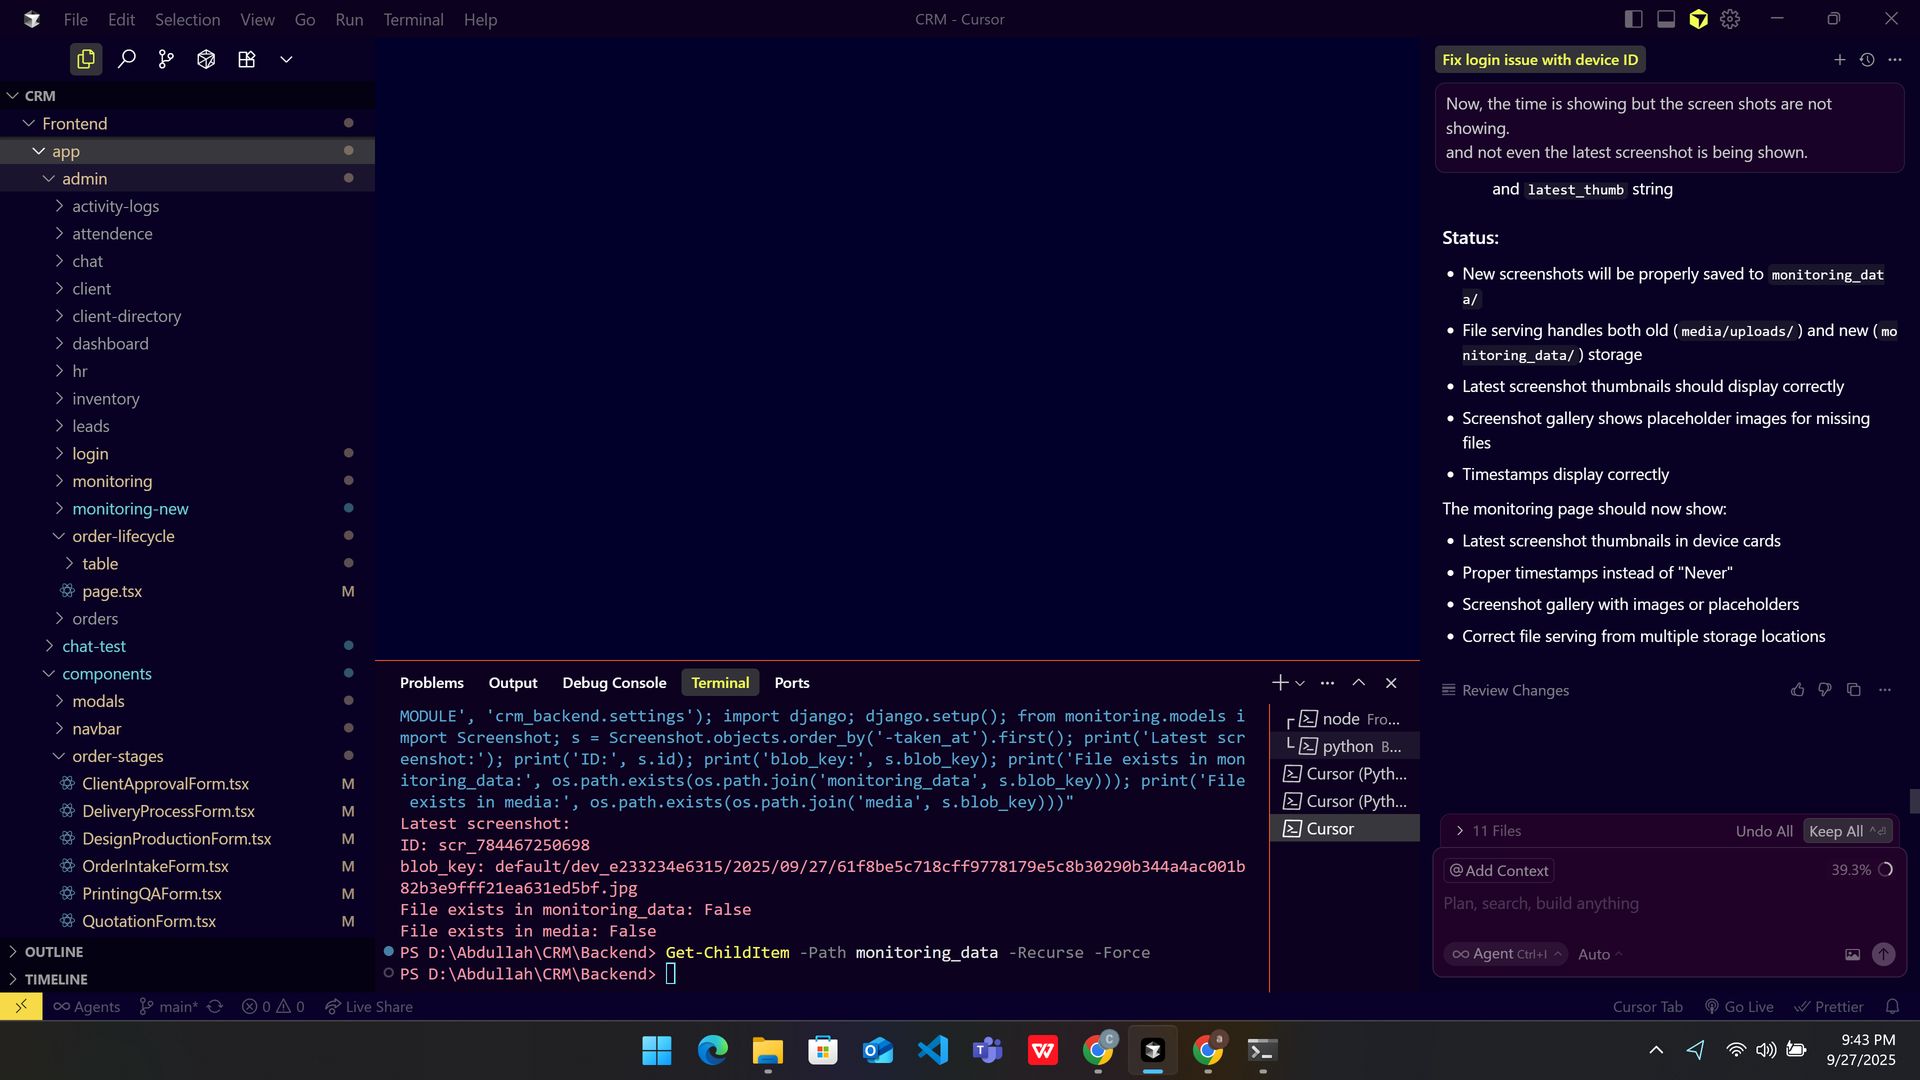 File Edit Selection View Go Run Terminal Help
CRM - Cursor
CRM
Frontend
app
admin
activity-logs
attendence
chat
client
client-directory
dashboard
hr
inventory
leads
login
monitoring
monitoring-new
order-lifecycle
table
page.tsx M
orders
chat-test
components
modals
navbar
order-stages
ClientApprovalForm.tsx M
DeliveryProcessForm.tsx M
DesignProductionForm.tsx M
OrderIntakeForm.tsx M
PrintingQAForm.tsx M
QuotationForm.tsx M
OUTLINE
TIMELINE
Problems Output Debug Console Terminal Ports
MODULE', 'crm_backend.settings'); import django; django.setup(); from monitoring.models i
mport Screenshot; s = Screenshot.objects.order_by('-taken_at').first(); print('Latest scr
eenshot:'); print('ID:', s.id); print('blob_key:', s.blob_key); print('File exists in mon
itoring_data:', os.path.exists(os.path.join('monitoring_data', s.blob_key))); print('File
 exists in media:', os.path.exists(os.path.join('media', s.blob_key)))"
Latest screenshot:
ID: scr_784467250698
blob_key: default/dev_e233234e6315/2025/09/27/61f8be5c718cff9778179e5c8b30290b344a4ac001b
82b3e9fff21ea631ed5bf.jpg
File exists in monitoring_data: False
File exists in media: False
PS D:\Abdullah\CRM\Backend> Get-ChildItem -Path monitoring_data -Recurse -Force
PS D:\Abdullah\CRM\Backend>
node Fro...
python B...
Cursor (Pyth...
Cursor (Pyth...
Cursor
Fix login issue with device ID
Now, the time is showing but the screen shots are not
showing.
and not even the latest screenshot is being shown.
and latest_thumb string
Status:
• New screenshots will be properly saved to monitoring_dat
a/
• File serving handles both old (media/uploads/) and new (mo
nitoring_data/) storage
• Latest screenshot thumbnails should display correctly
• Screenshot gallery shows placeholder images for missing
files
• Timestamps display correctly
The monitoring page should now show:
• Latest screenshot thumbnails in device cards
• Proper timestamps instead of "Never"
• Screenshot gallery with images or placeholders
• Correct file serving from multiple storage locations
Review Changes
11 Files Undo All Keep All
@Add Context 39.3%
Plan, search, build anything
Agent Ctrl+I Auto
Agents main* 0 0 Live Share
Cursor Tab Go Live Prettier
9:43 PM
9/27/2025